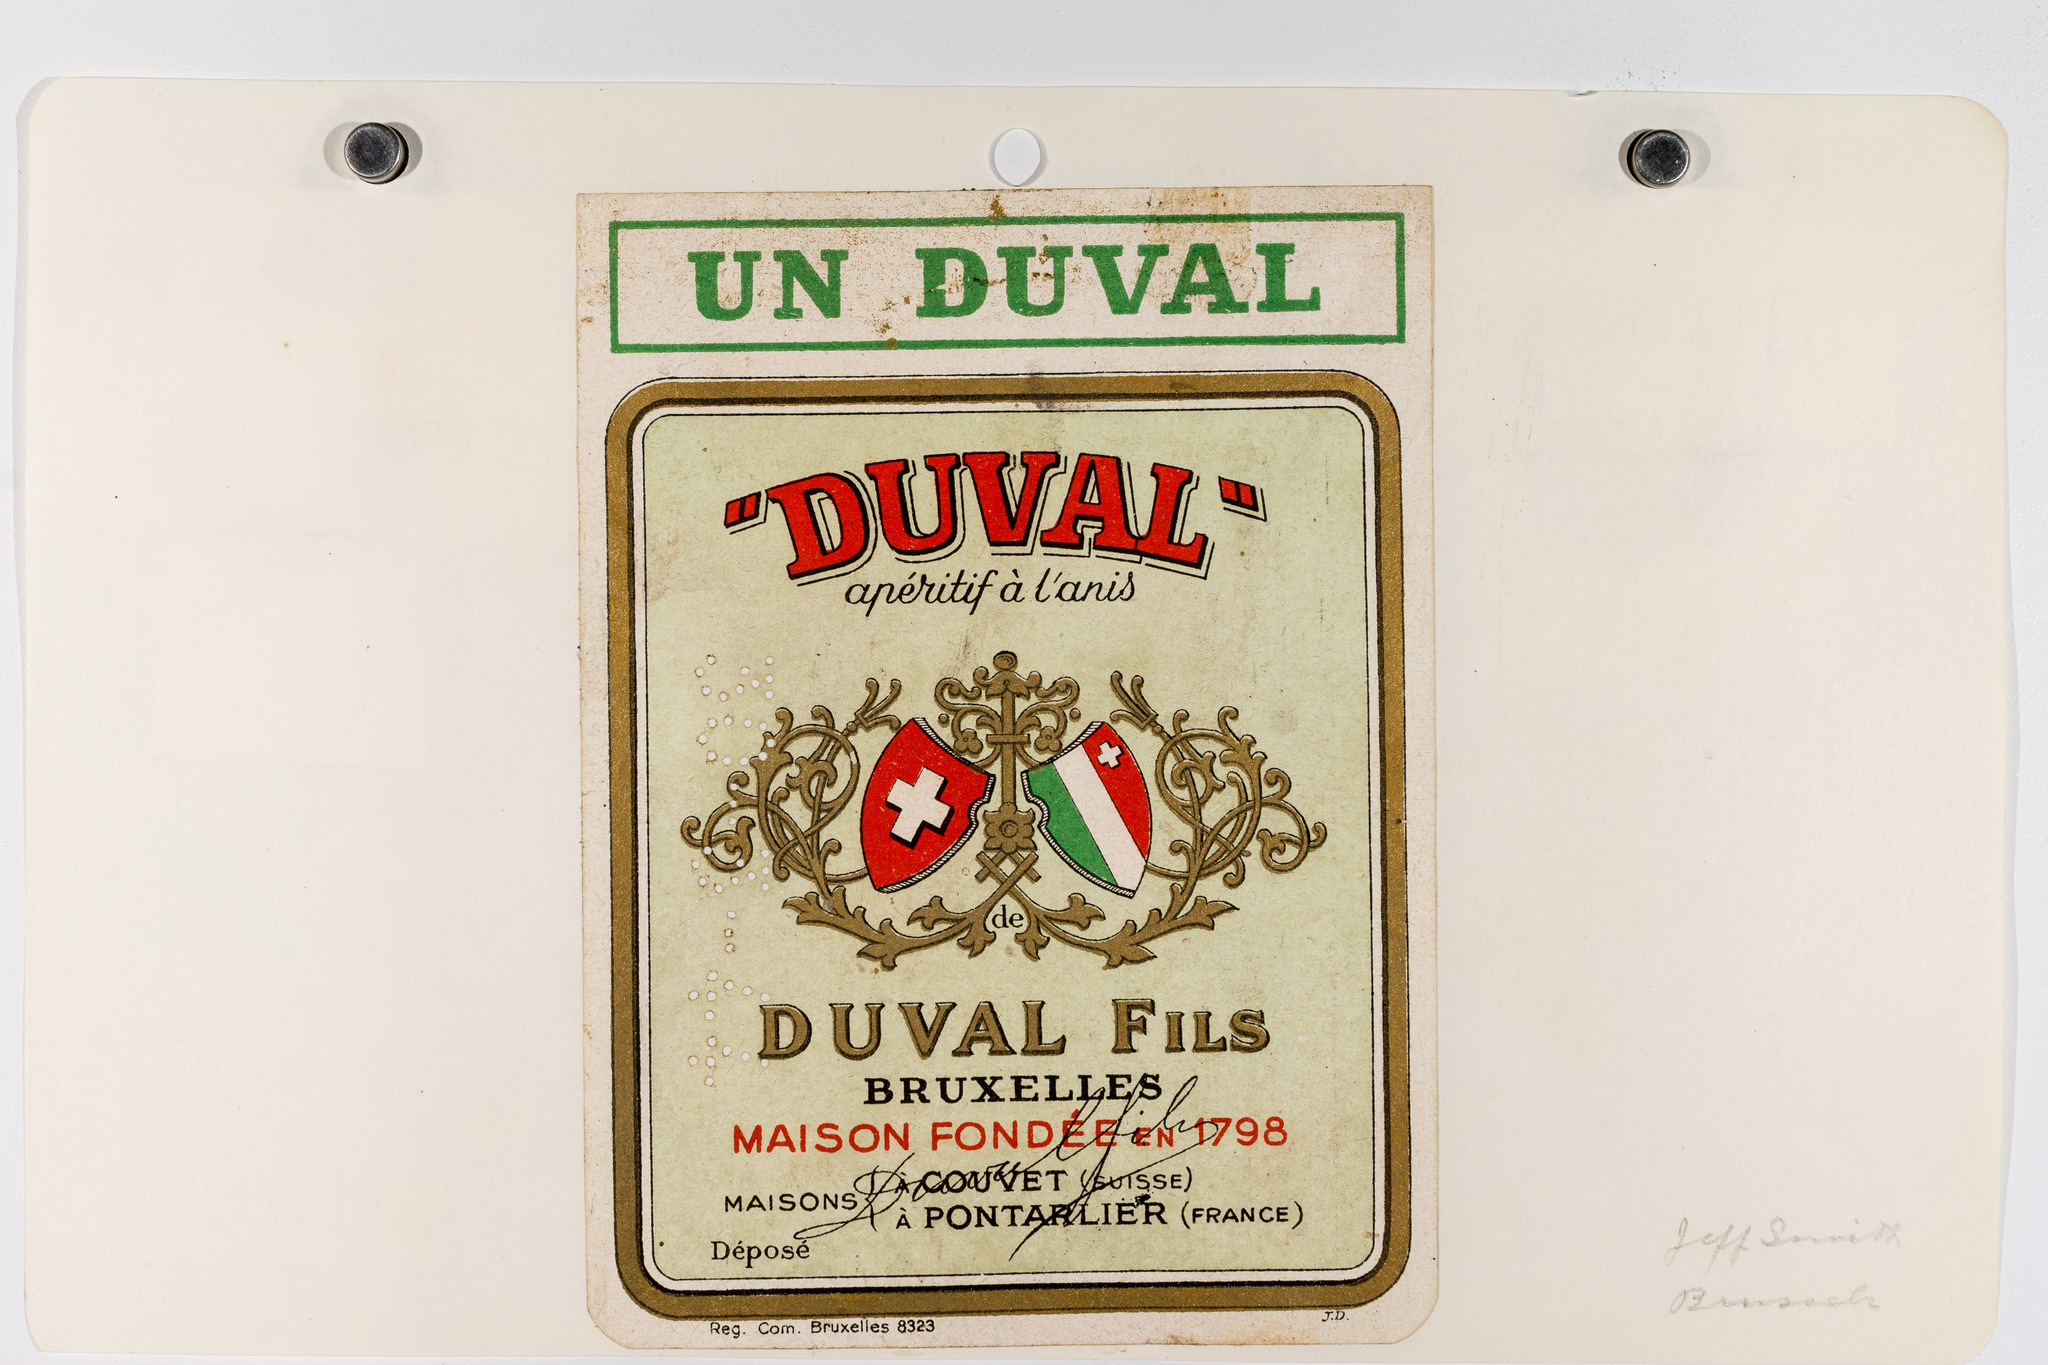 UN DUVAL
"DUVAL"
apéritif à l'anis
de
DUVAL FILS
BRUXELLES
MAISON FONDÉE EN 1798
MAISONS
À COUVET (SUISSE)
À PONTARLIER (FRANCE)
Déposé
Reg. Com. Bruxelles 8323
J.D.
Jeff Smith
Brussels